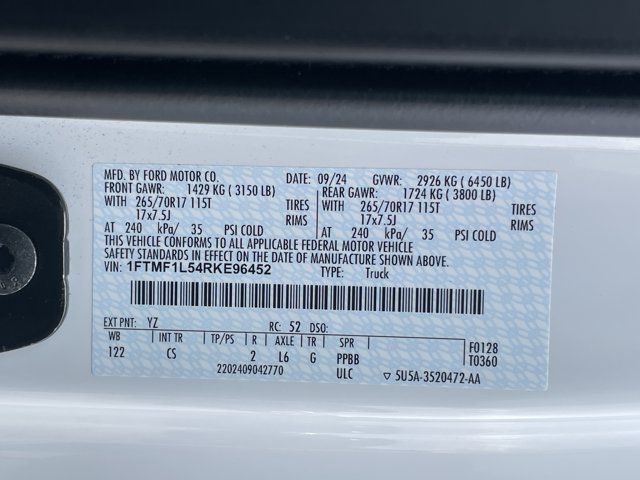 MFD. BY FORD MOTOR CO. DATE: 09/24 GVWR: 2926 KG ( 6450 LB)
FRONT GAWR: 1429 KG ( 3150 LB) REAR GAWR: 1724 KG ( 3800 LB)
WITH 265/70R17 115T TIRES WITH 265/70R17 115T TIRES
17x7.5J RIMS 17x7.5J RIMS
AT 240 kPa/ 35 PSI COLD AT 240 kPa/ 35 PSI COLD
THIS VEHICLE CONFORMS TO ALL APPLICABLE FEDERAL MOTOR VEHICLE
SAFETY STANDARDS IN EFFECT ON THE DATE OF MANUFACTURE SHOWN ABOVE.
VIN: 1FTMF1L54RKE96452 TYPE: Truck
EXT PNT: YZ RC: 52 DSO:
WB INT TR TP/PS R AXLE TR SPR F0128
122 CS 2 L6 G PPBB T0360
2202409042770 ULC ▽ 5U5A-3520472-AA